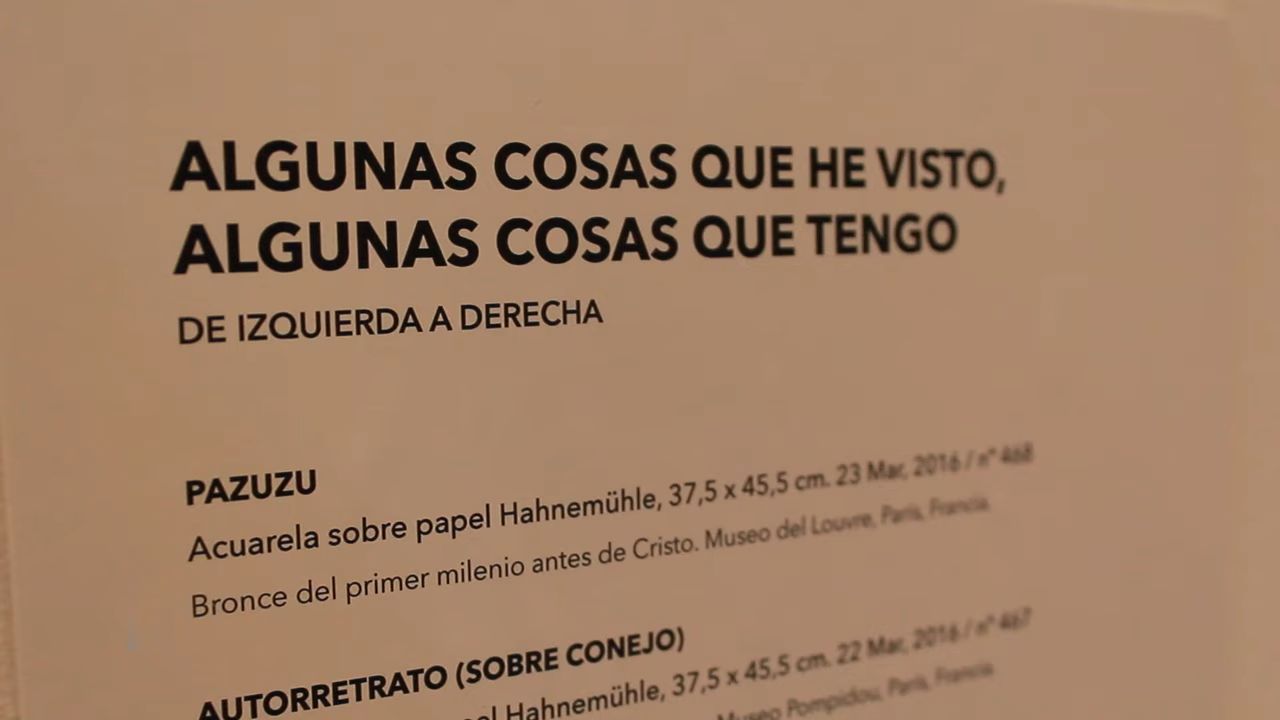 ALGUNAS COSAS QUE HE VISTO,
ALGUNAS COSAS QUE TENGO
DE IZQUIERDA A DERECHA
PAZUZU
Acuarela sobre papel Hahnemühle, 37,5 x 45,5 cm. 23 Mar, 2016 / nº 468
Bronce del primer milenio antes de Cristo. Museo del Louvre, París, Francia.
AUTORRETRATO (SOBRE CONEJO)
Hahnemühle, 37,5 x 45,5 cm. 22 Mar, 2016 / nº 467
Museo Pompidou, París, Francia.